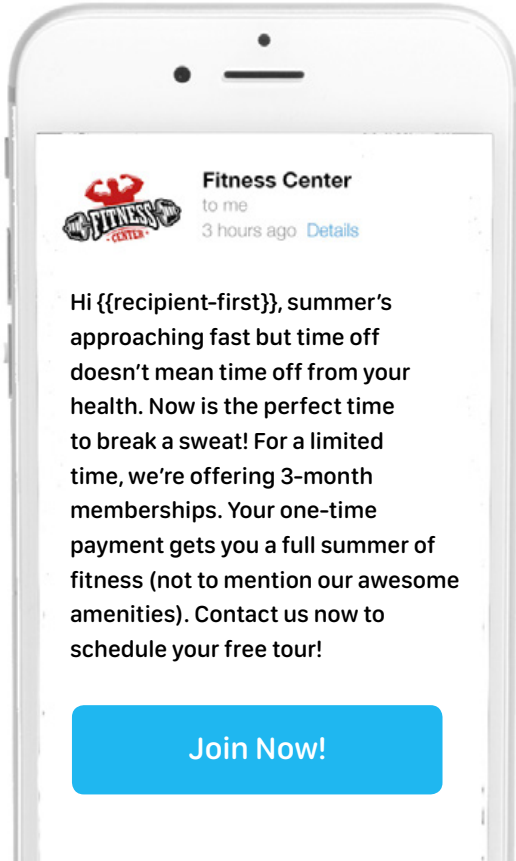 FITNESS
CENTER
Fitness Center
to me
3 hours ago Details
Hi {{recipient-first}}, summer’s
approaching fast but time off
doesn’t mean time off from your
health. Now is the perfect time
to break a sweat! For a limited
time, we’re offering 3-month
memberships. Your one-time
payment gets you a full summer of
fitness (not to mention our awesome
amenities). Contact us now to
schedule your free tour!
Join Now!